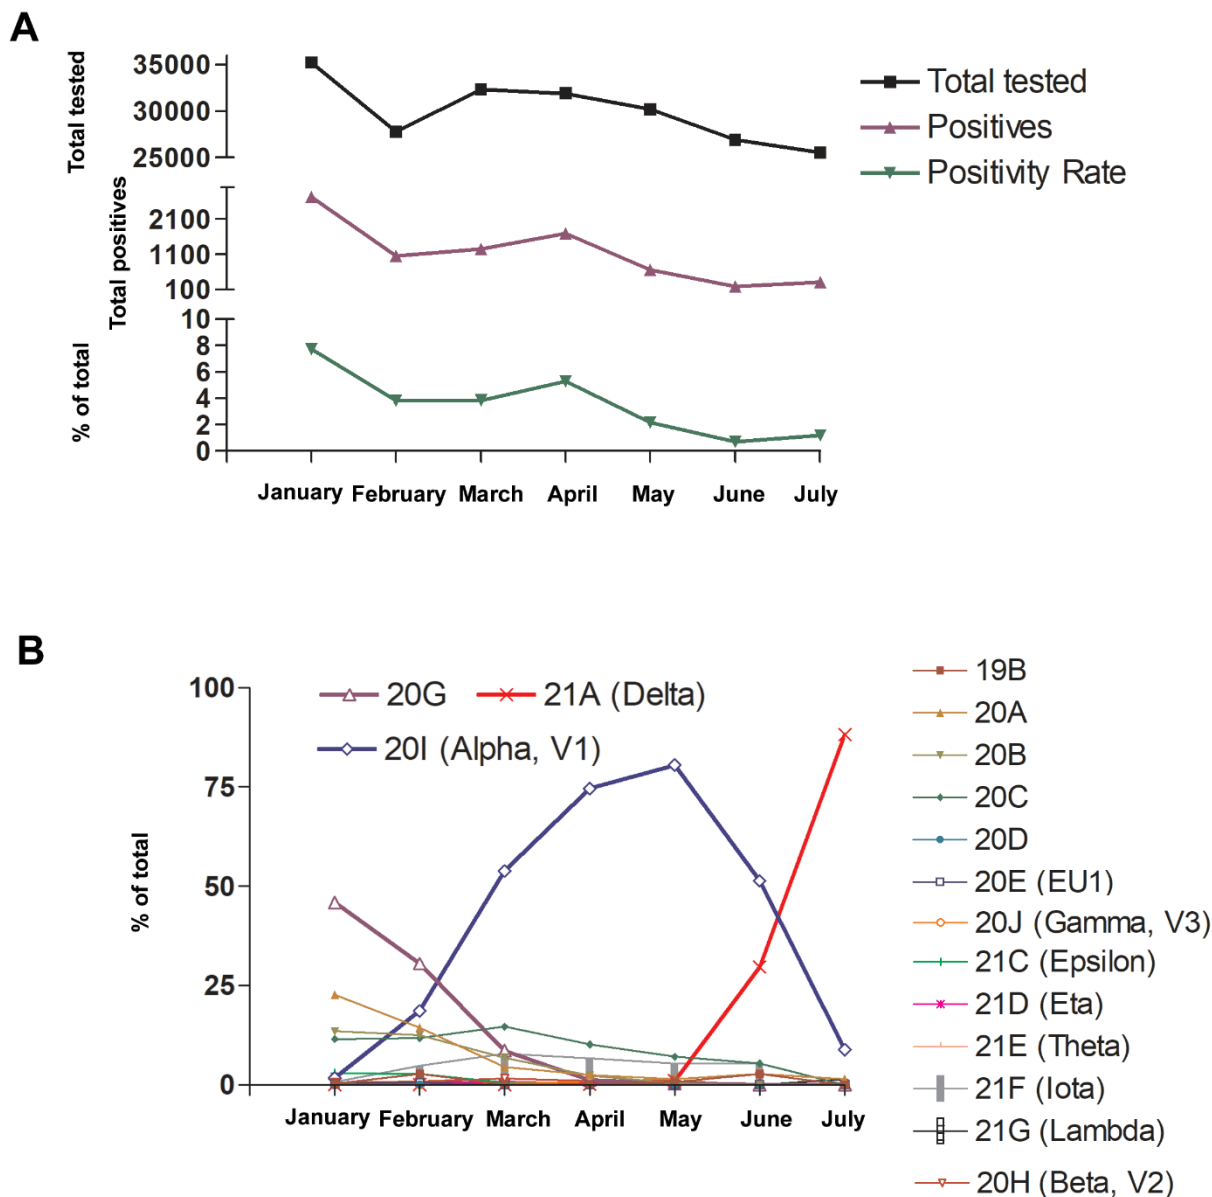 A
Total tested
35000
30000
25000
Total positives
2100
1100
100
% of total
10
8
6
4
2
0
January February March April May June July
Total tested
Positives
Positivity Rate
B
% of total
100
75
50
25
0
20G 21A (Delta)
20I (Alpha, V1)
January February March April May June July
19B
20A
20B
20C
20D
20E (EU1)
20J (Gamma, V3)
21C (Epsilon)
21D (Eta)
21E (Theta)
21F (Iota)
21G (Lambda)
20H (Beta, V2)